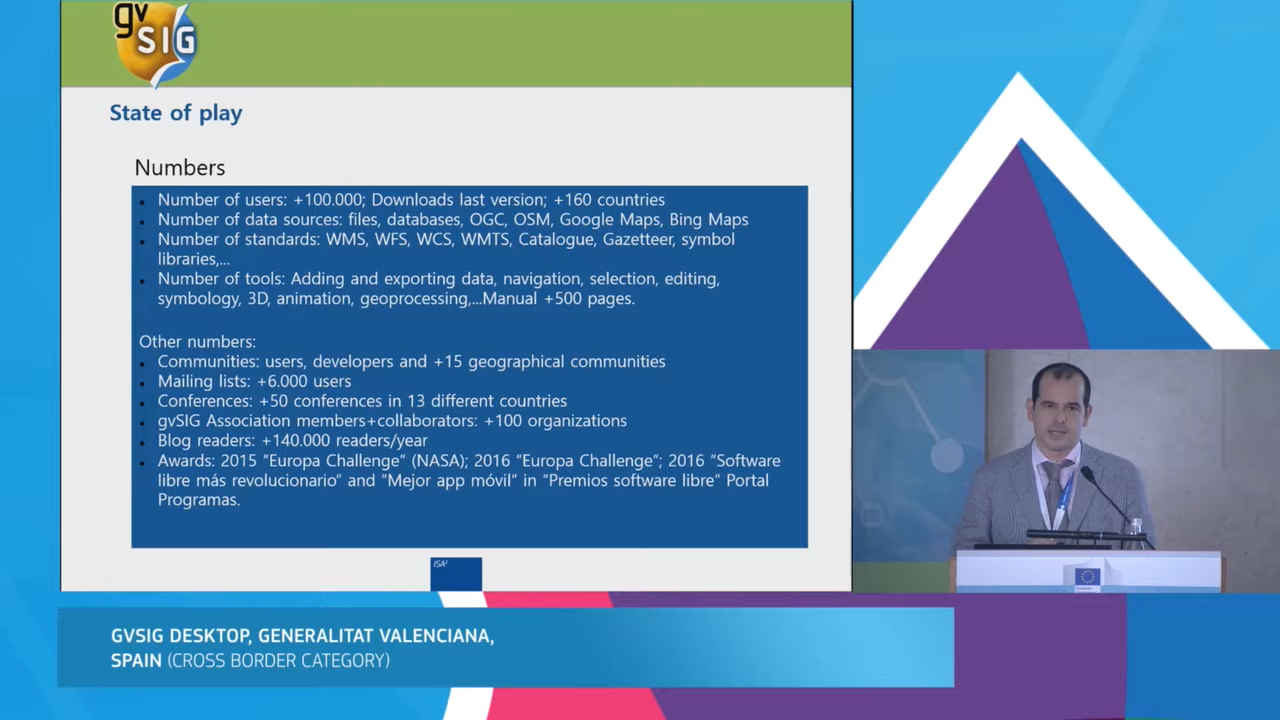 gv
SIG
State of play
Numbers
Number of users: +100.000; Downloads last version; +160 countries
Number of data sources: files, databases, OGC, OSM, Google Maps, Bing Maps
Number of standards: WMS, WFS, WCS, WMTS, Catalogue, Gazetteer, symbol
libraries,...
Number of tools: Adding and exporting data, navigation, selection, editing,
symbology, 3D, animation, geoprocessing,...Manual +500 pages.
Other numbers:
Communities: users, developers and +15 geographical communities
Mailing lists: +6.000 users
Conferences: +50 conferences in 13 different countries
gvSIG Association members+collaborators: +100 organizations
Blog readers: +140.000 readers/year
Awards: 2015 "Europa Challenge" (NASA); 2016 "Europa Challenge"; 2016 "Software
libre más revolucionario" and "Mejor app móvil" in "Premios software libre" Portal
Programas.
ISA²
GVSIG DESKTOP, GENERALITAT VALENCIANA,
SPAIN (CROSS BORDER CATEGORY)